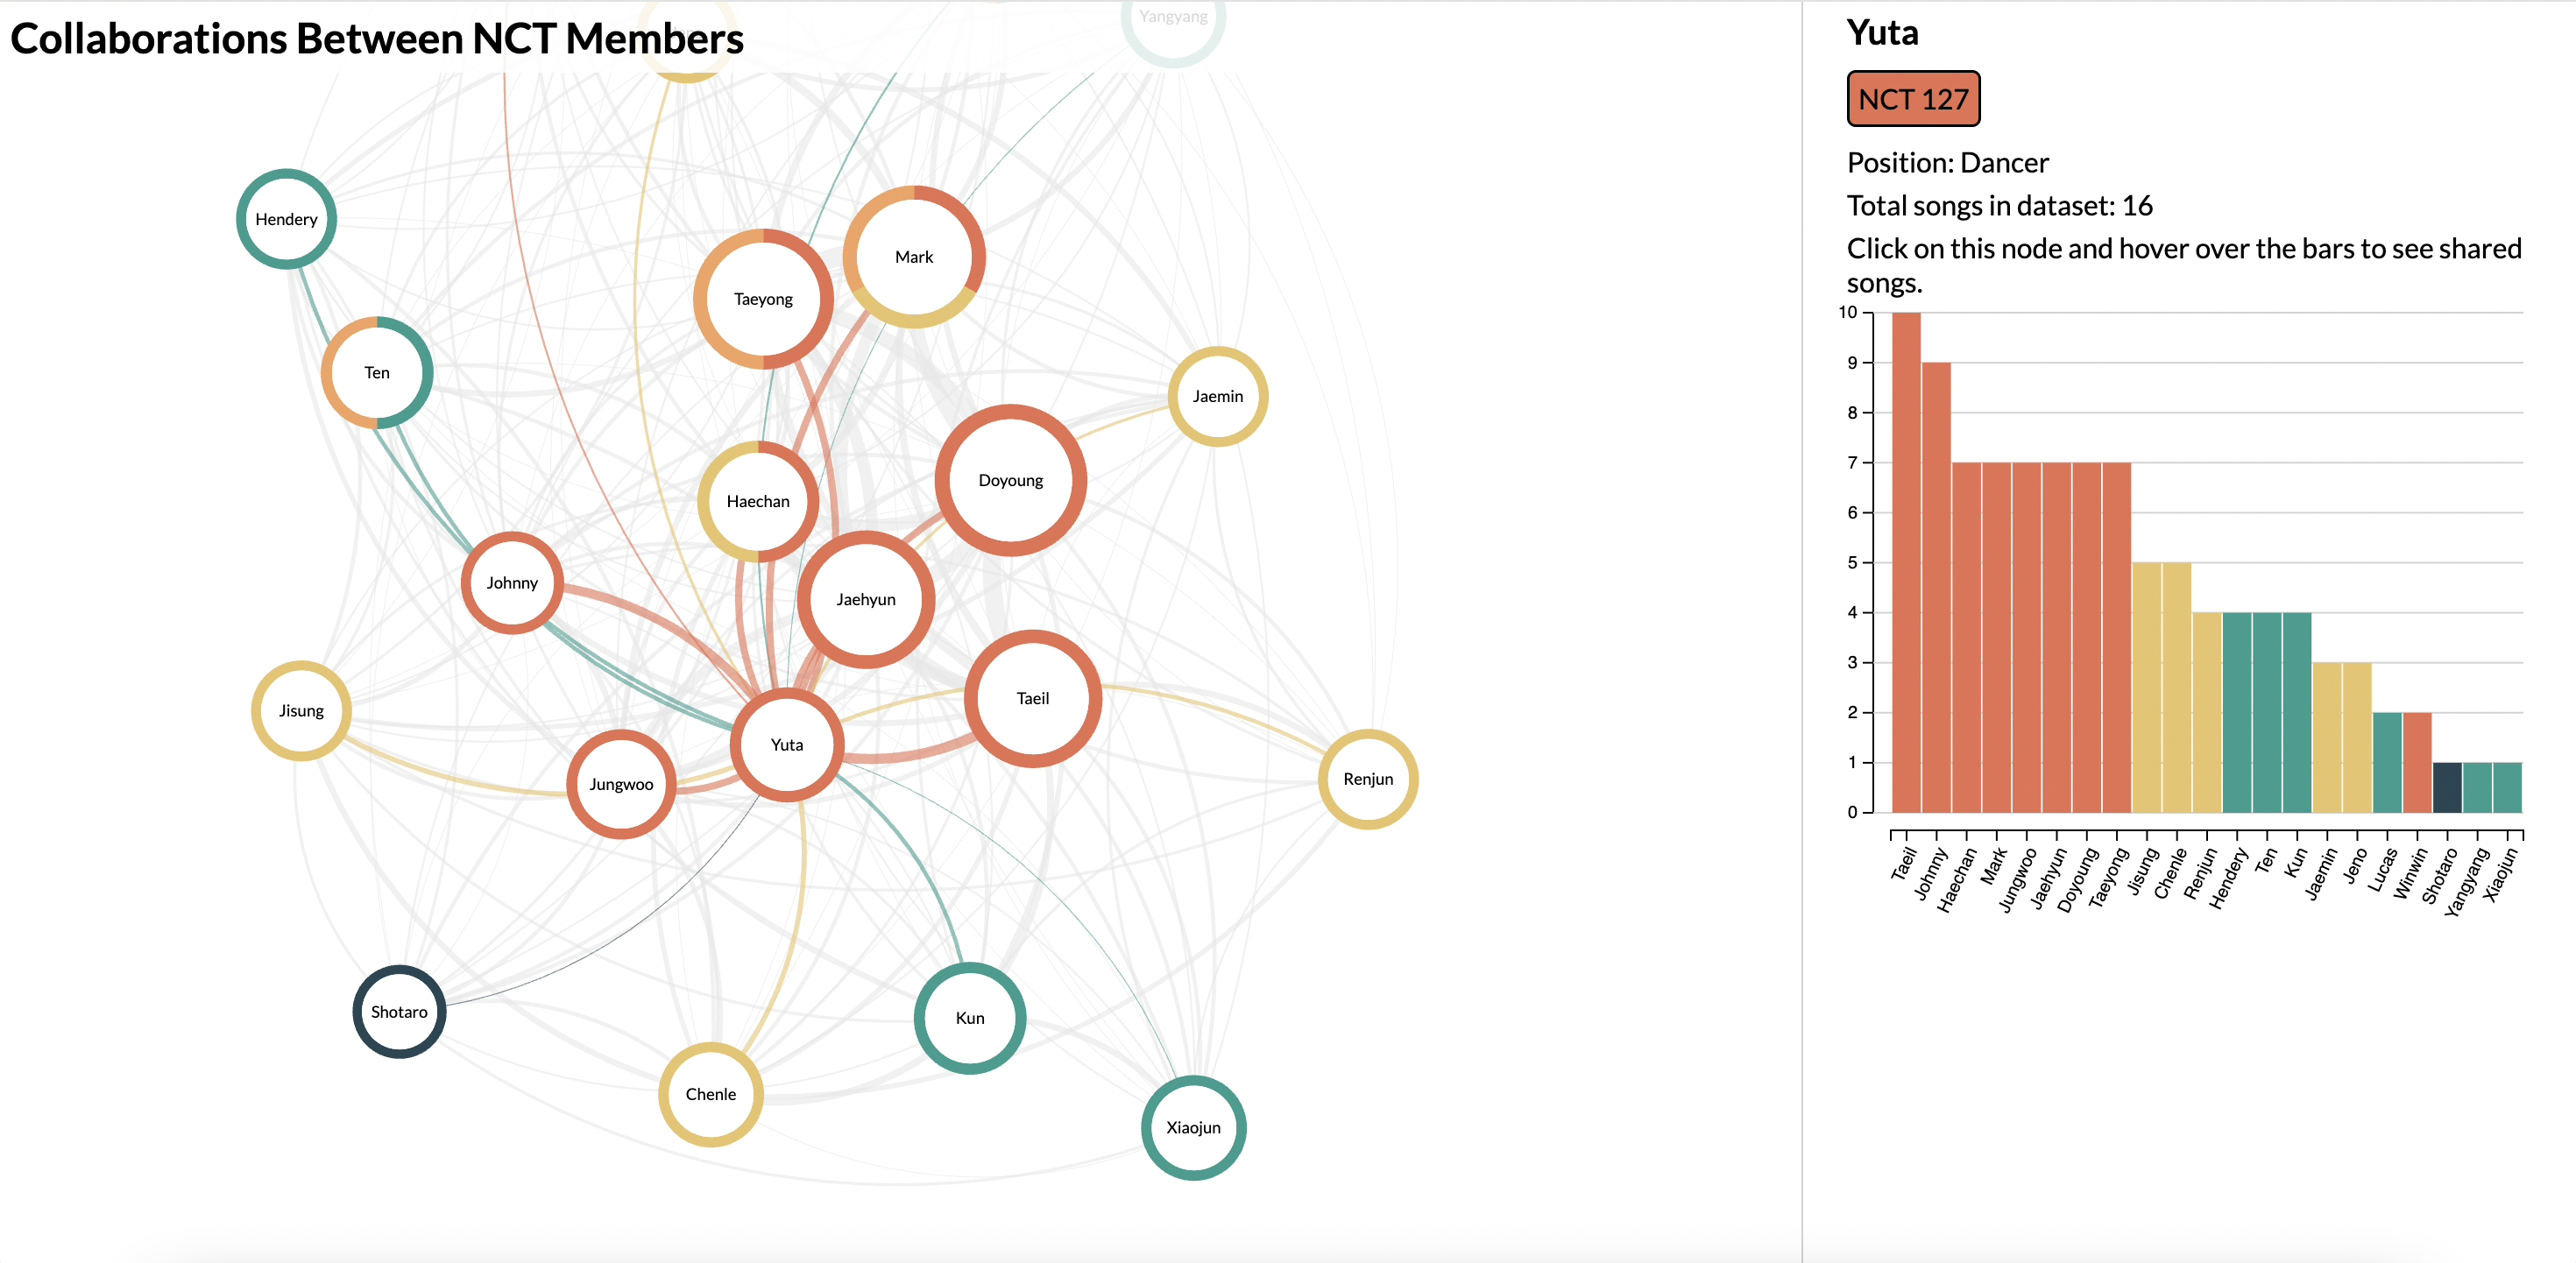 Collaborations Between NCT Members
Yangyang
Hendery
Mark
Taeyong
Ten
Jaemin
Doyoung
Haechan
Johnny
Jaehyun
Taeil
Jisung
Yuta
Jungwoo
Renjun
Shotaro
Kun
Chenle
Xiaojun
Yuta
NCT 127
Position: Dancer
Total songs in dataset: 16
Click on this node and hover over the bars to see shared
songs.
10
9
8
7
6
5
4
3
2
1
0
Taeil
Johnny
Haechan
Mark
Jungwoo
Jaehyun
Doyoung
Taeyong
Jisung
Chenle
Renjun
Hendery
Ten
Kun
Jaemin
Jeno
Lucas
Winwin
Shotaro
Yangyang
Xiaojun